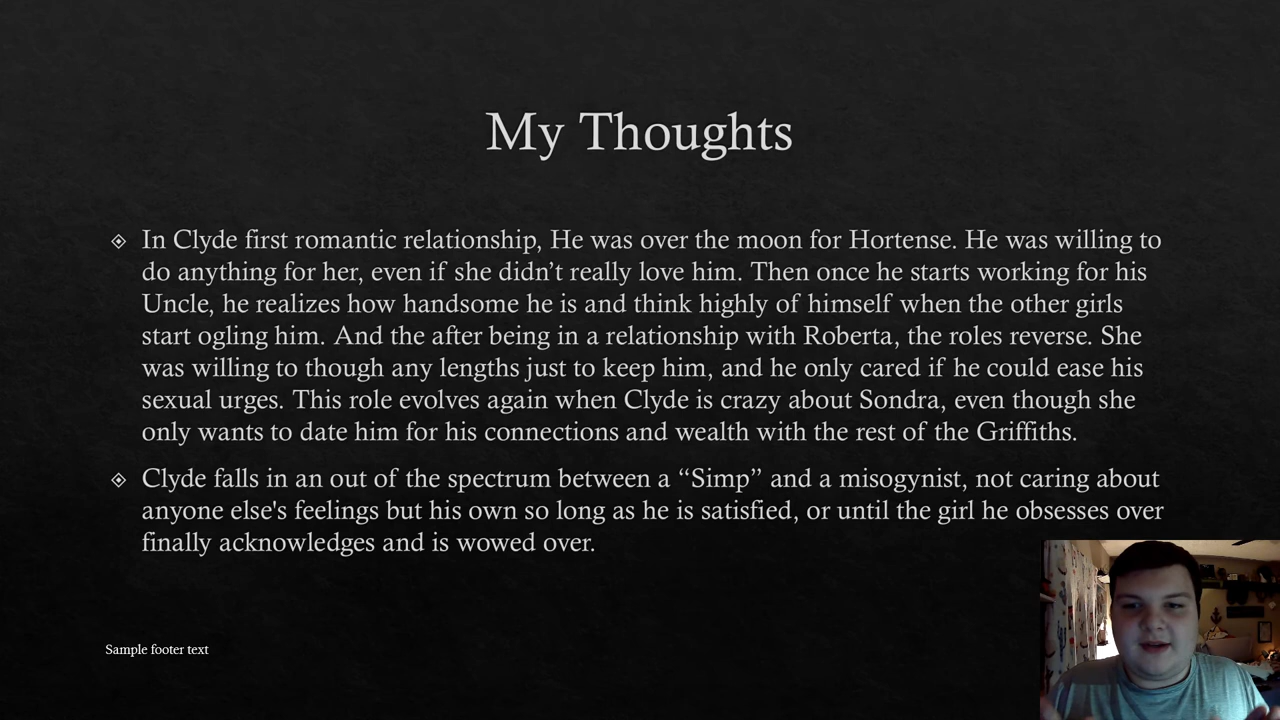 My Thoughts
In Clyde first romantic relationship, He was over the moon for Hortense. He was willing to
do anything for her, even if she didn’t really love him. Then once he starts working for his
Uncle, he realizes how handsome he is and think highly of himself when the other girls
start ogling him. And the after being in a relationship with Roberta, the roles reverse. She
was willing to though any lengths just to keep him, and he only cared if he could ease his
sexual urges. This role evolves again when Clyde is crazy about Sondra, even though she
only wants to date him for his connections and wealth with the rest of the Griffiths.
Clyde falls in an out of the spectrum between a “Simp” and a misogynist, not caring about
anyone else's feelings but his own so long as he is satisfied, or until the girl he obsesses over
finally acknowledges and is wowed over.
Sample footer text